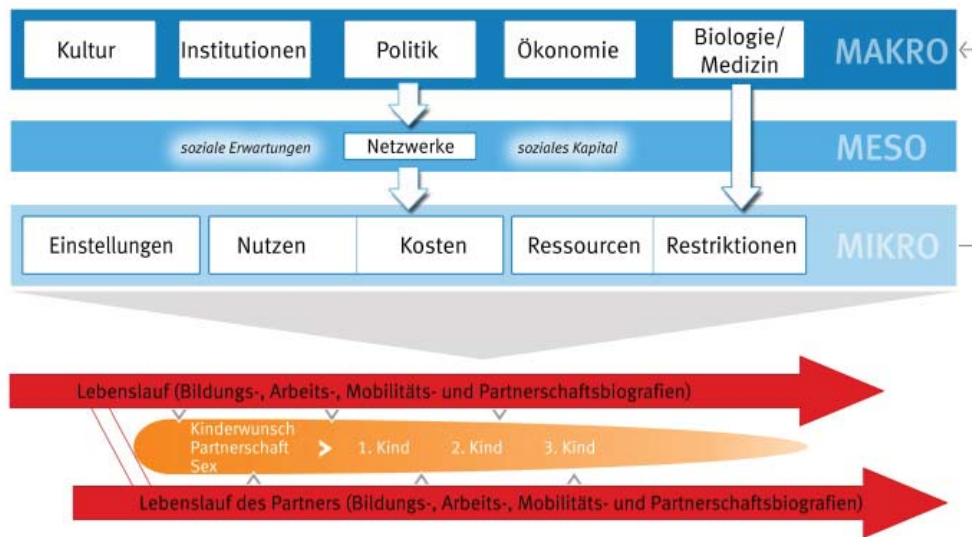 Kultur
Institutionen
Politik
Ökonomie
Biologie/
Medizin
MAKRO
soziale Erwartungen
Netzwerke
soziales Kapital
MESO
Einstellungen
Nutzen
Kosten
Ressourcen
Restriktionen
MIKRO
Lebenslauf (Bildungs-, Arbeits-, Mobilitäts- und Partnerschaftsbiografien)
Kinderwunsch
Partnerschaft
Sex
1. Kind
2. Kind
3. Kind
Lebenslauf des Partners (Bildungs-, Arbeits-, Mobilitäts- und Partnerschaftsbiografien)